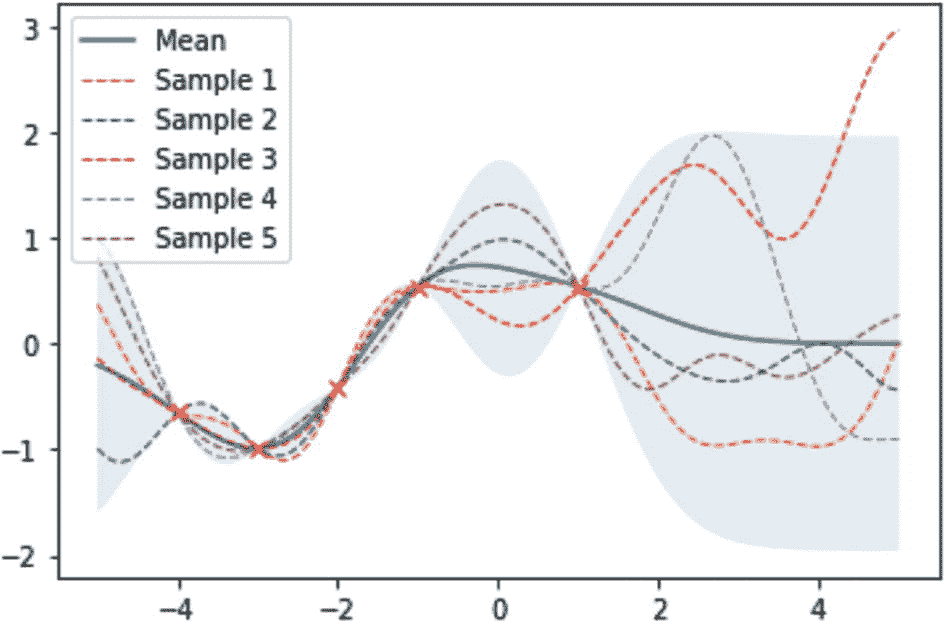 3
2
1
0
−1
−2
Mean
Sample 1
Sample 2
Sample 3
Sample 4
Sample 5
−4 −2 0 2 4